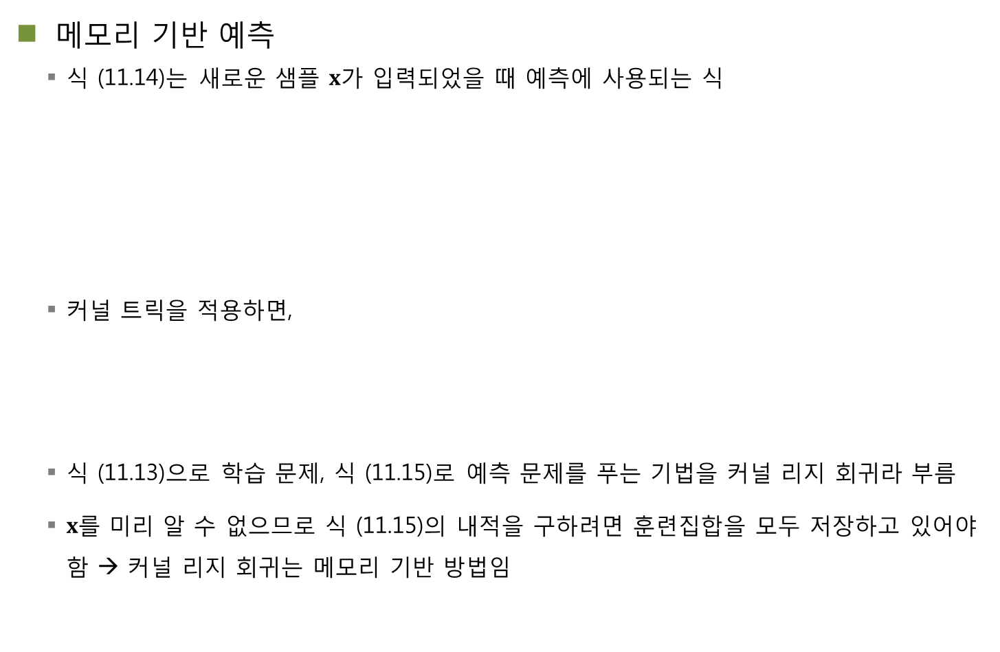 ■ 메모리 기반 예측
▪ 식 (11.14)는 새로운 샘플 x가 입력되었을 때 예측에 사용되는 식
▪ 커널 트릭을 적용하면,
▪ 식 (11.13)으로 학습 문제, 식 (11.15)로 예측 문제를 푸는 기법을 커널 리지 회귀라 부름
▪ x를 미리 알 수 없으므로 식 (11.15)의 내적을 구하려면 훈련집합을 모두 저장하고 있어야
함 → 커널 리지 회귀는 메모리 기반 방법임